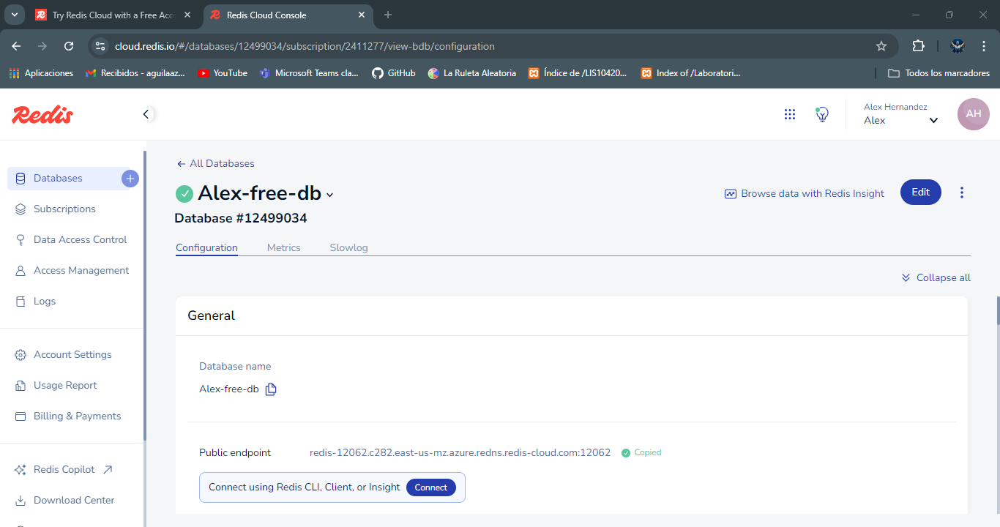 Try Redis Cloud with a Free Acc
Redis Cloud Console
cloud.redis.io/#/databases/12499034/subscription/2411277/view-bdb/configuration
Aplicaciones
Recibidos - aguilaaz...
YouTube
Microsoft Teams cla...
GitHub
La Ruleta Aleatoria
Índice de /LIS10420...
Index of /Laboratori...
Todos los marcadores
Redis
Alex Hernandez
Alex
AH
Databases
Subscriptions
Data Access Control
Access Management
Logs
Account Settings
Usage Report
Billing & Payments
Redis Copilot
Download Center
All Databases
Alex-free-db
Database #12499034
Browse data with Redis Insight
Edit
Configuration
Metrics
Slowlog
Collapse all
General
Database name
Alex-free-db
Public endpoint
redis-12062.c282.east-us-mz.azure.redns.redis-cloud.com:12062
Copied
Connect using Redis CLI, Client, or Insight
Connect